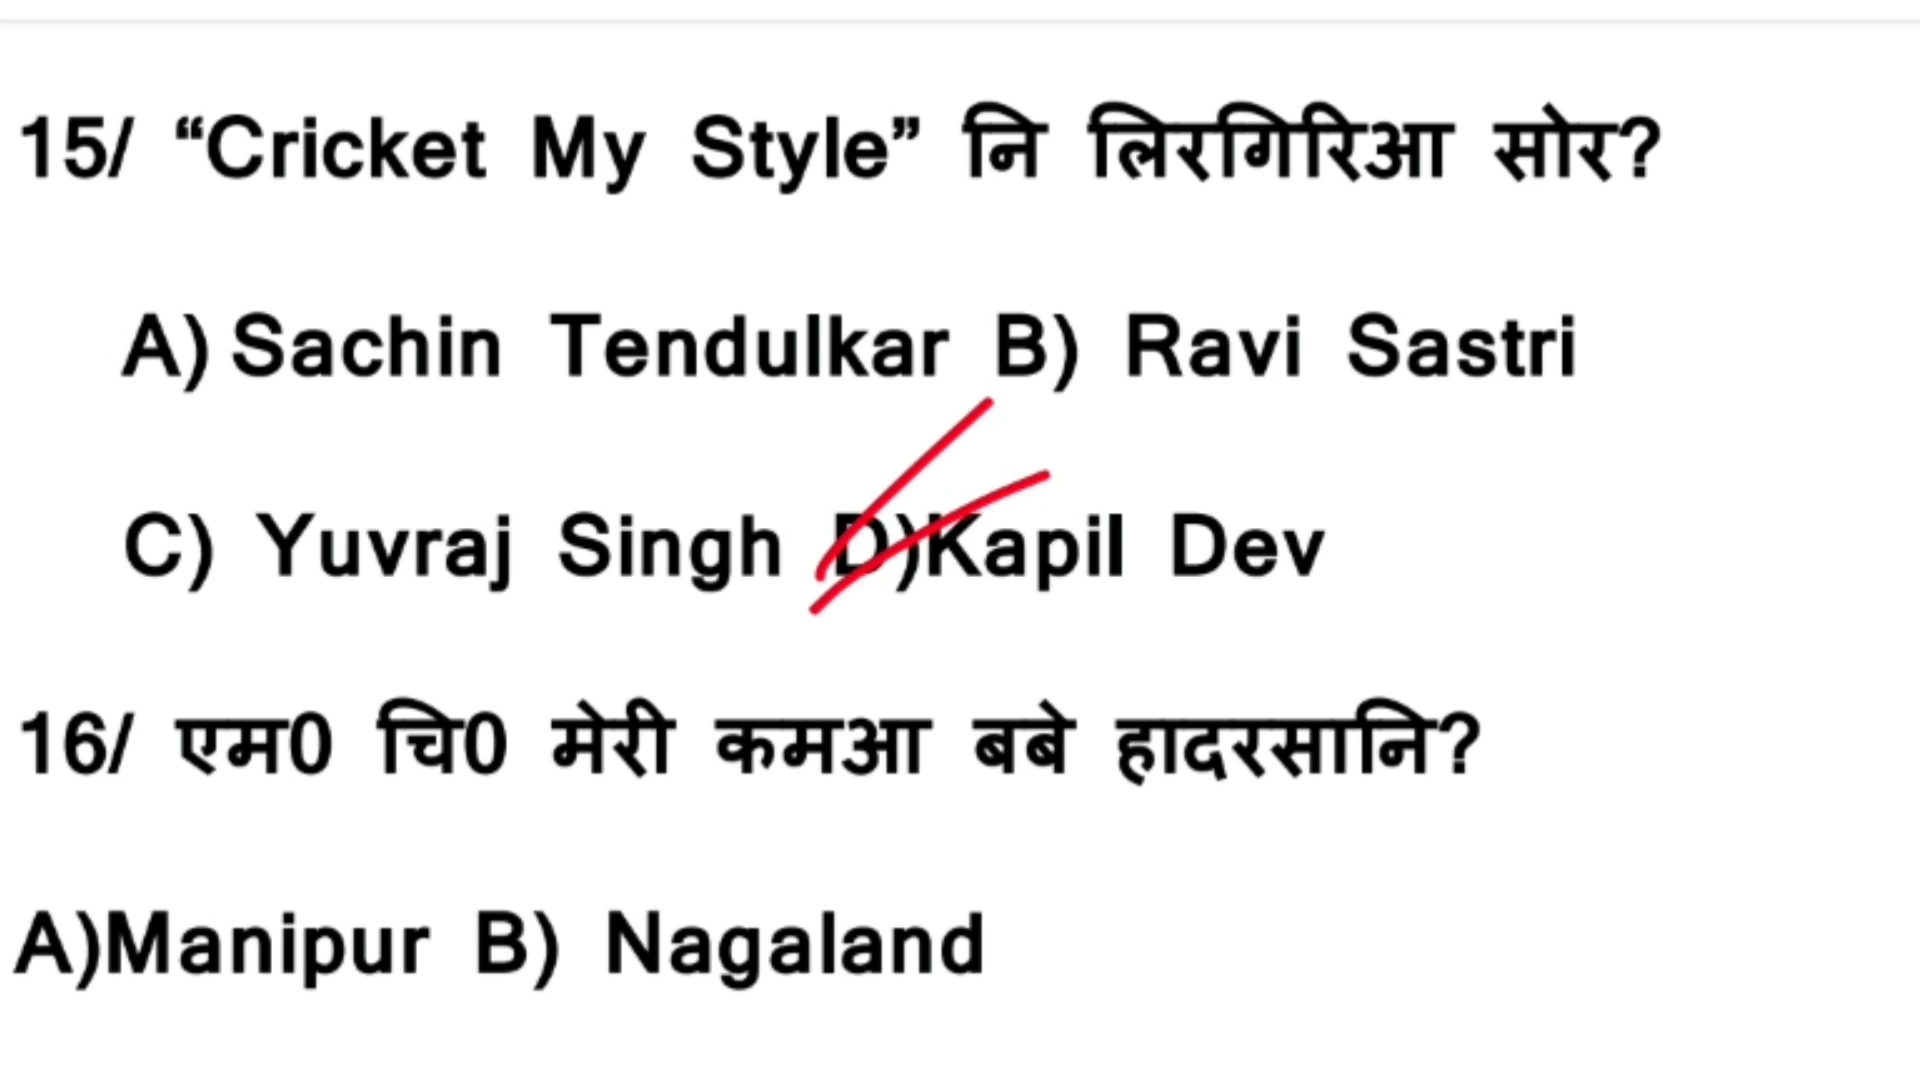 15/ “Cricket My Style” नि लिरगिरिआ सोर?
A) Sachin Tendulkar B) Ravi Sastri
C) Yuvraj Singh D)Kapil Dev
16/ एम0 चि0 मेरी कमआ बबे हादरसानि?
A)Manipur B) Nagaland